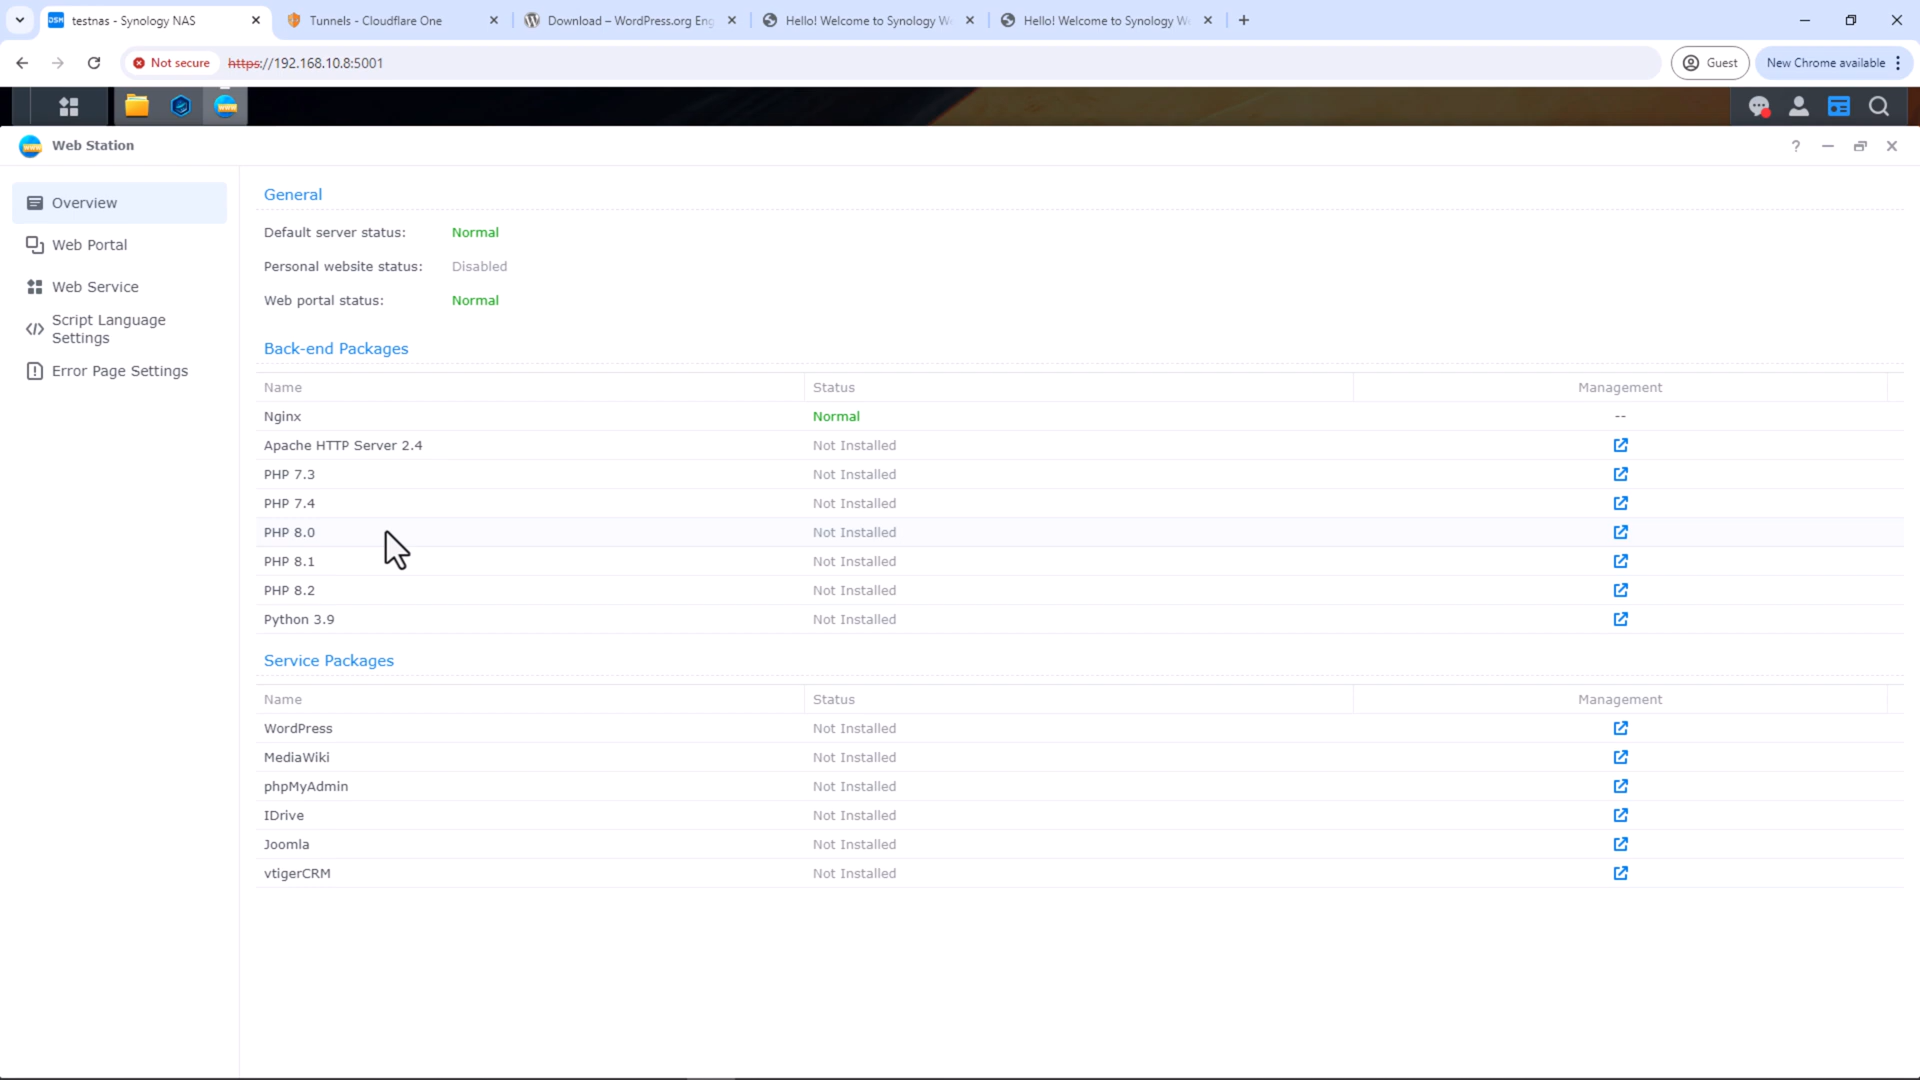 testnas - Synology NAS
Tunnels - Cloudflare One
Download – WordPress.org Eng
Hello! Welcome to Synology W
Hello! Welcome to Synology W
Not secure
https://192.168.10.8:5001
Guest
New Chrome available
Web Station
Overview
Web Portal
Web Service
Script Language
Settings
Error Page Settings
General
Default server status: Normal
Personal website status: Disabled
Web portal status: Normal
Back-end Packages
Name Status Management
Nginx Normal --
Apache HTTP Server 2.4 Not Installed
PHP 7.3 Not Installed
PHP 7.4 Not Installed
PHP 8.0 Not Installed
PHP 8.1 Not Installed
PHP 8.2 Not Installed
Python 3.9 Not Installed
Service Packages
Name Status Management
WordPress Not Installed
MediaWiki Not Installed
phpMyAdmin Not Installed
IDrive Not Installed
Joomla Not Installed
vtigerCRM Not Installed